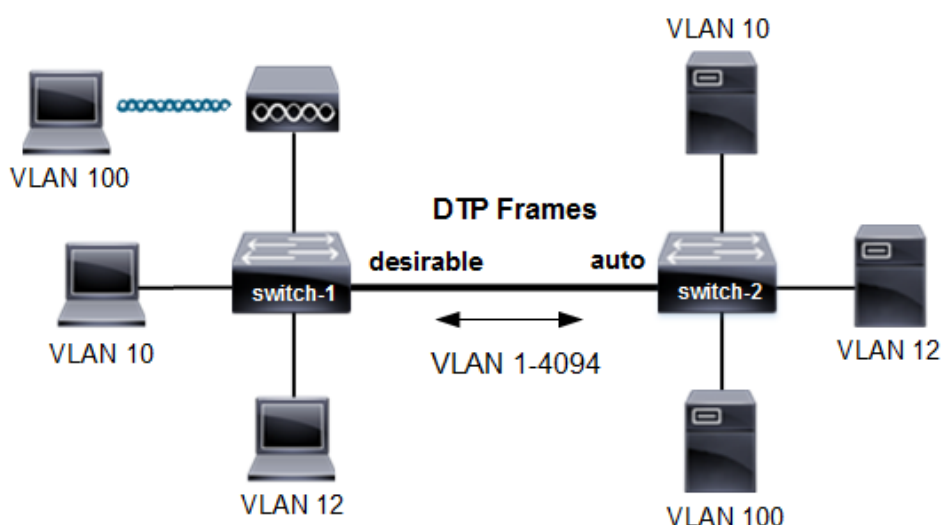 VLAN 10
VLAN 100
DTP Frames
desirable
auto
switch-1
switch-2
VLAN 10
VLAN 1-4094
VLAN 12
VLAN 12
VLAN 100